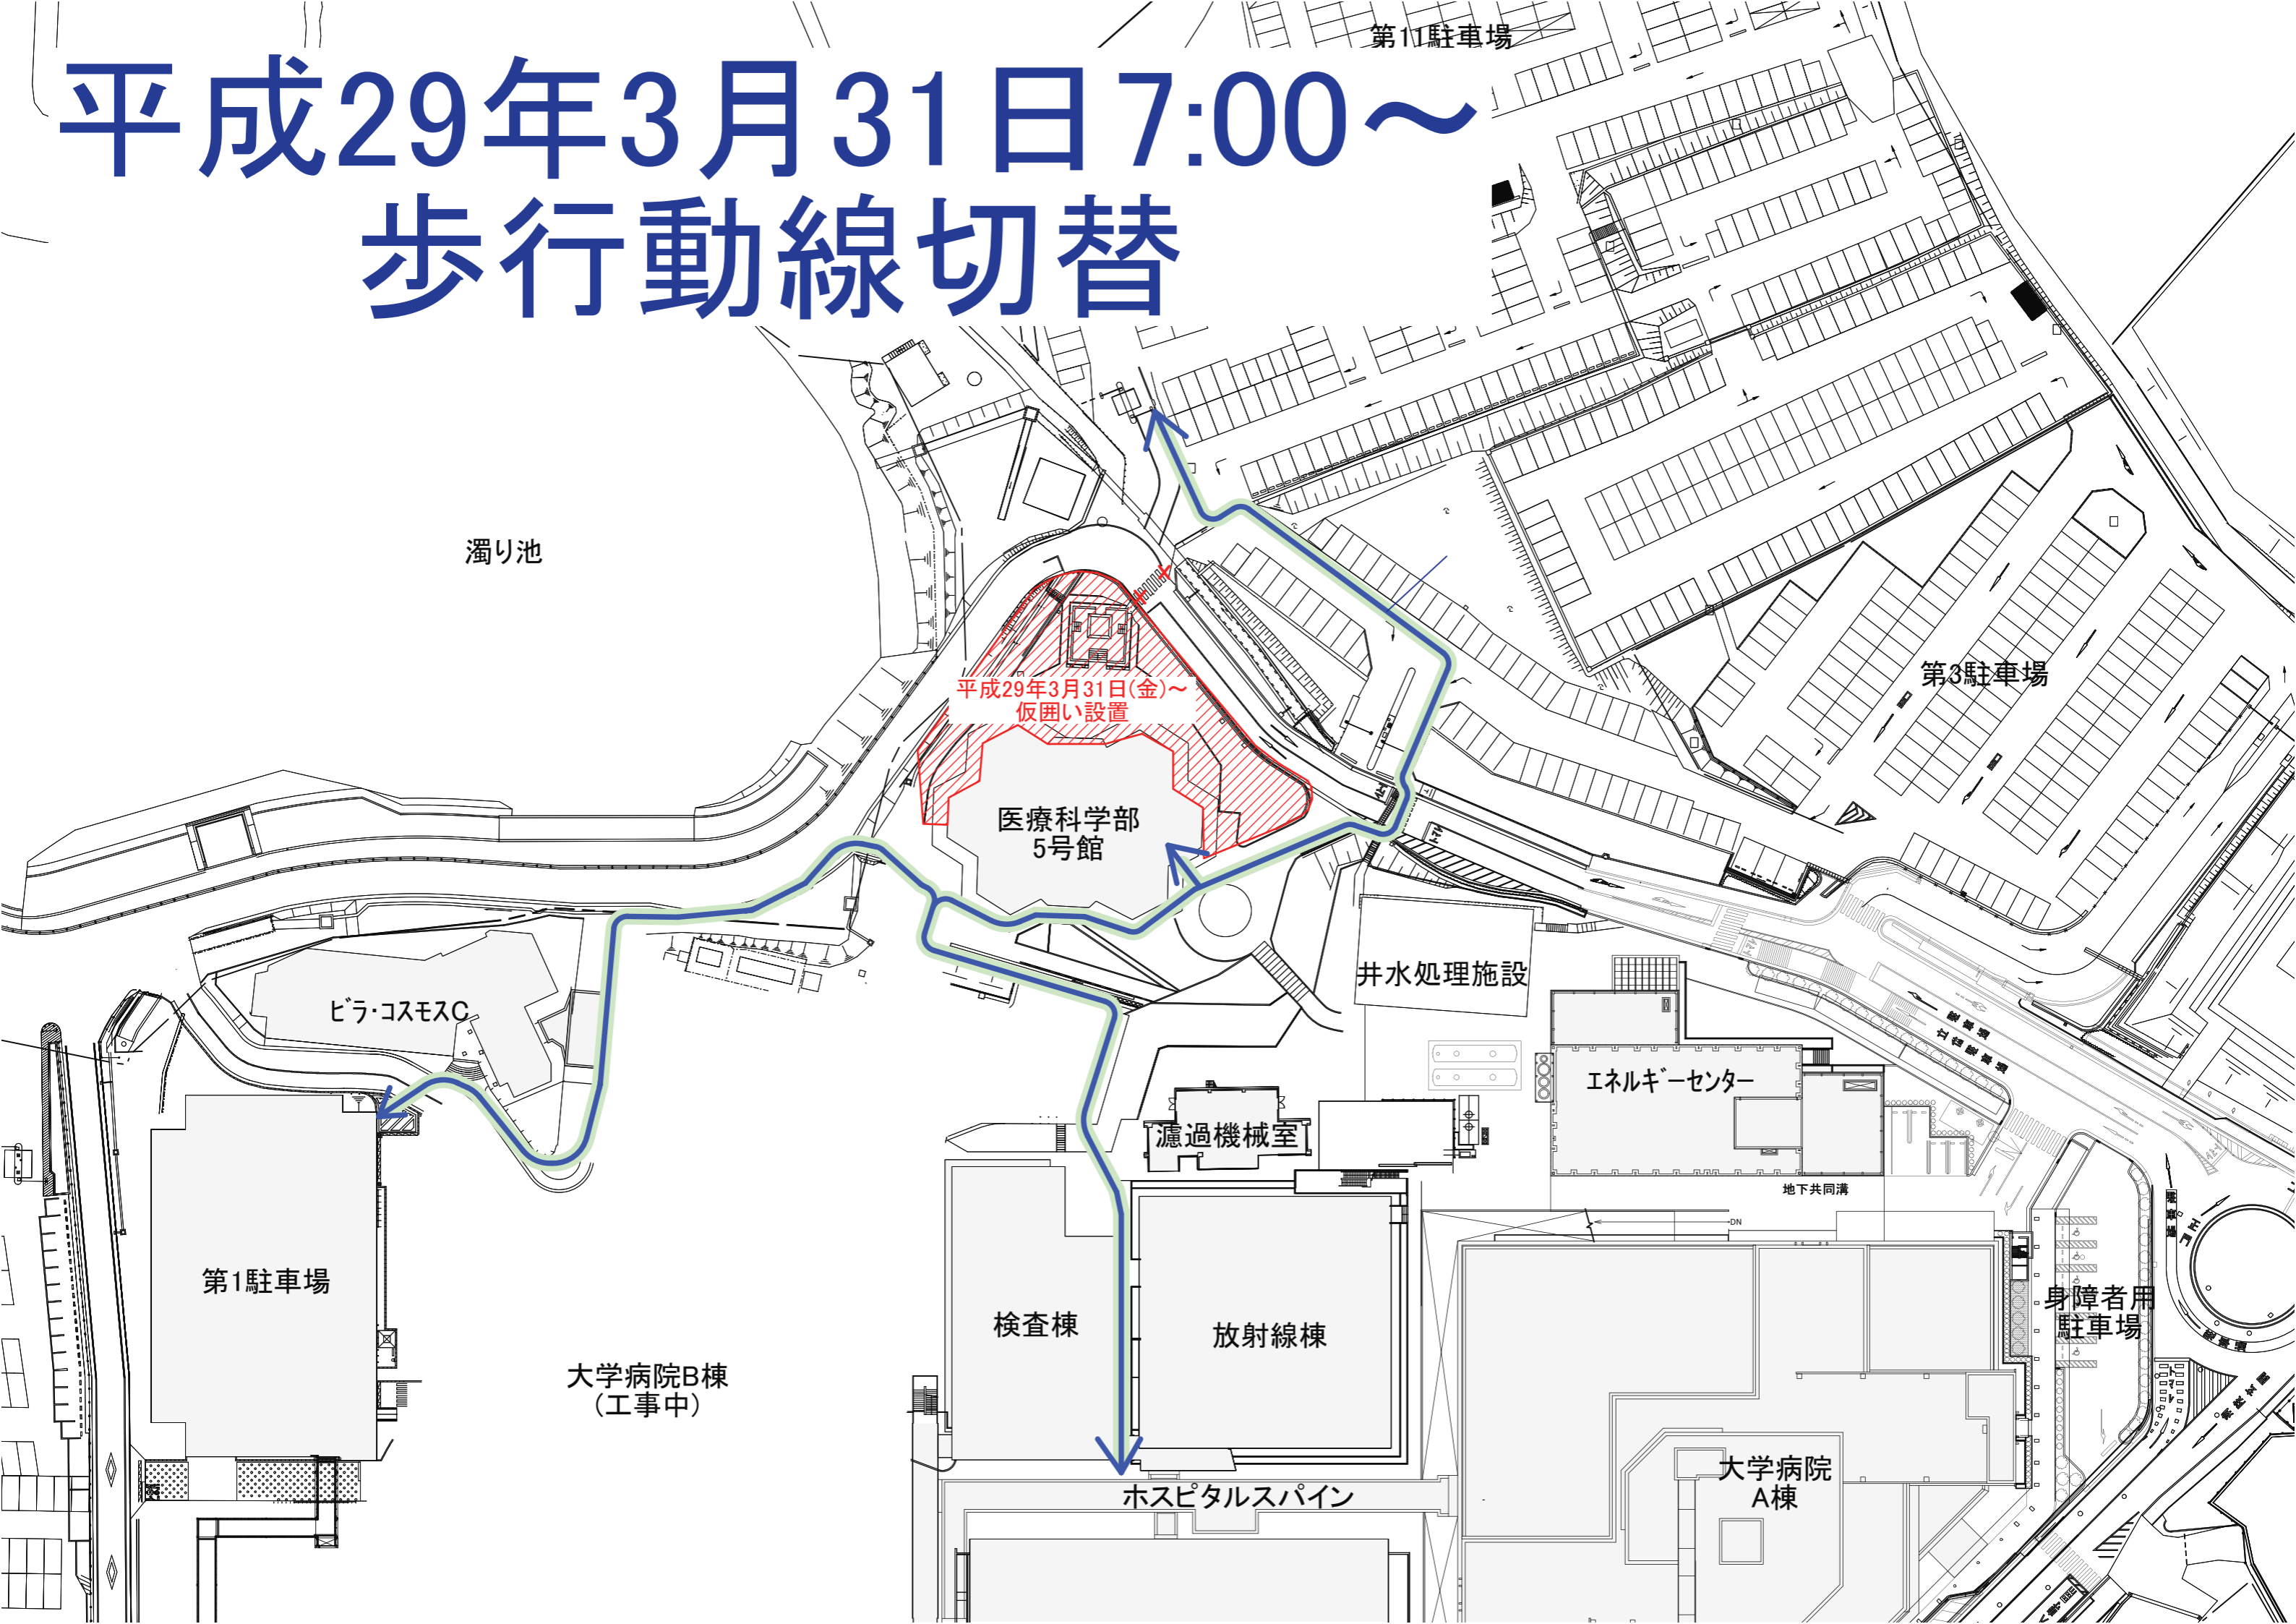 平成29年3月31日7:00～
歩行動線切替
第11駐車場
濁り池
第3駐車場
平成29年3月31日(金)～
仮囲い設置
医療科学部
5号館
井水処理施設
ビラ・コスモスC
エネルギーセンター
濾過機械室
地下共同溝
DN
第1駐車場
検査棟
放射線棟
身障者用
駐車場
大学病院B棟
(工事中)
大学病院
A棟
ホスピタルスパイン